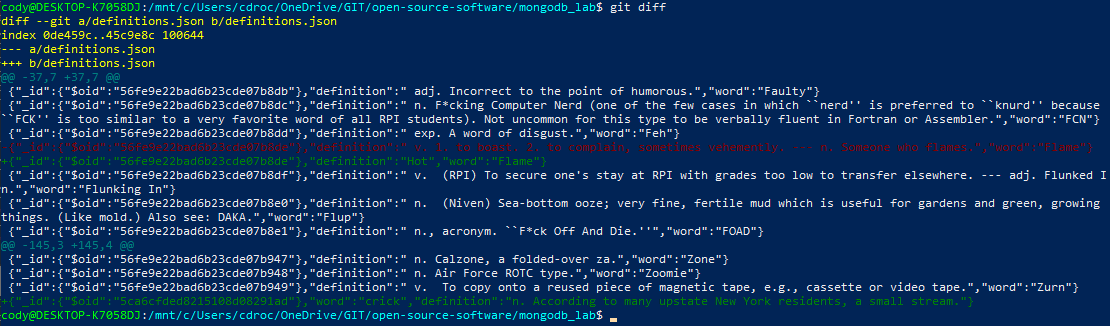 cody@DESKTOP-K7058DJ:/mnt/c/Users/cdroc/OneDrive/GIT/open-source-software/mongodb_lab$ git diff
diff --git a/definitions.json b/definitions.json
index 0de459c..45c9e8c 100644
--- a/definitions.json
+++ b/definitions.json
@@ -37,7 +37,7 @@
{"_id":{"$oid":"56fe9e22bad6b23cde07b8db"},"definition":" adj. Incorrect to the point of humorous.","word":"Faulty"}
{"_id":{"$oid":"56fe9e22bad6b23cde07b8dc"},"definition":" n. F*cking Computer Nerd (one of the few cases in which ``nerd'' is preferred to ``knurd'' because
``FCK'' is too similar to a very favorite word of all RPI students). Not uncommon for this type to be verbally fluent in Fortran or Assembler.","word":"FCN"}
{"_id":{"$oid":"56fe9e22bad6b23cde07b8dd"},"definition":" exp. A word of disgust.","word":"Feh"}
-{"_id":{"$oid":"56fe9e22bad6b23cde07b8de"},"definition":" v. 1. to boast. 2. to complain, sometimes vehemently. --- n. Someone who flames.","word":"Flame"}
+{"_id":{"$oid":"56fe9e22bad6b23cde07b8de"},"definition":"Hot","word":"Flame"}
{"_id":{"$oid":"56fe9e22bad6b23cde07b8df"},"definition":" v.  (RPI) To secure one's stay at RPI with grades too low to transfer elsewhere. --- adj. Flunked I
n.","word":"Flunking In"}
{"_id":{"$oid":"56fe9e22bad6b23cde07b8e0"},"definition":" n.  (Niven) Sea-bottom ooze; very fine, fertile mud which is useful for gardens and green, growing
things. (Like mold.) Also see: DAKA.","word":"Flup"}
{"_id":{"$oid":"56fe9e22bad6b23cde07b8e1"},"definition":" n., acronym. ``F*ck Off And Die.''","word":"FOAD"}
@@ -145,3 +145,4 @@
{"_id":{"$oid":"56fe9e22bad6b23cde07b947"},"definition":" n. Calzone, a folded-over za.","word":"Zone"}
{"_id":{"$oid":"56fe9e22bad6b23cde07b948"},"definition":" n. Air Force ROTC type.","word":"Zoomie"}
{"_id":{"$oid":"56fe9e22bad6b23cde07b949"},"definition":" v.  To copy onto a reused piece of magnetic tape, e.g., cassette or video tape.","word":"Zurn"}
+{"_id":{"$oid":"5ca6cfded8215108d08291ad"},"word":"crick","definition":"n. According to many upstate New York residents, a small stream."}
cody@DESKTOP-K7058DJ:/mnt/c/Users/cdroc/OneDrive/GIT/open-source-software/mongodb_lab$